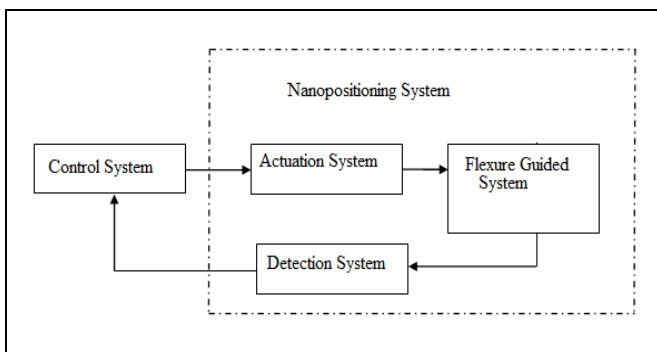 Nanopositioning System
Control System
Actuation System
Flexure Guided
System
Detection System